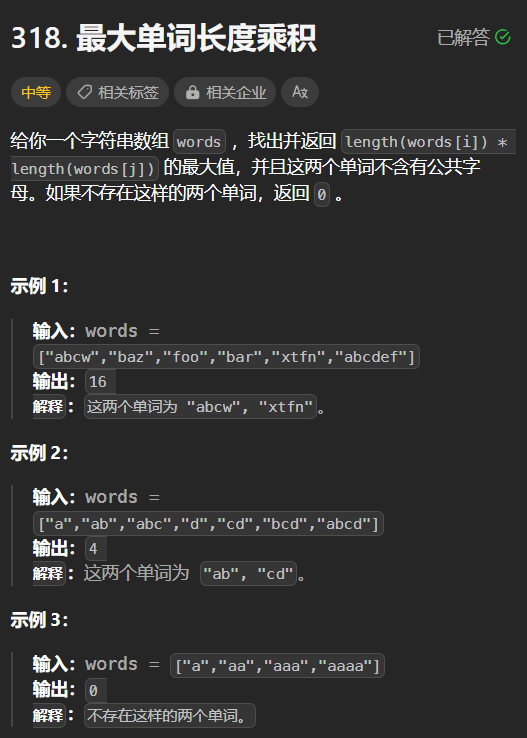 318. 最大单词长度乘积
已解答
中等 相关标签 相关企业 A文
给你一个字符串数组 words ，找出并返回 length(words[i]) *
length(words[j]) 的最大值，并且这两个单词不含有公共字
母。如果不存在这样的两个单词，返回 0 。
示例 1：
输入：words =
["abcw","baz","foo","bar","xtfn","abcdef"]
输出：16
解释：这两个单词为 "abcw", "xtfn"。
示例 2：
输入：words =
["a","ab","abc","d","cd","bcd","abcd"]
输出：4
解释：这两个单词为 "ab", "cd"。
示例 3：
输入：words = ["a","aa","aaa","aaaa"]
输出：0
解释：不存在这样的两个单词。